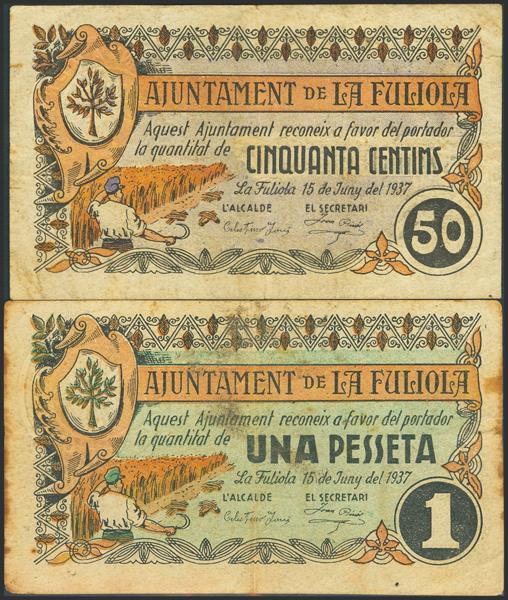 AJUNTAMENT DE LA FULIOLA
Aquest Ajuntament reconeix a favor del portador
la quantitat de CINQUANTA CENTIMS
La Fuliola 15 de Juny del 1937
L'ALCALDE EL SECRETARI
50
AJUNTAMENT DE LA FULIOLA
Aquest Ajuntament reconeix a favor del portador
la quantitat de UNA PESSETA
La Fuliola 15 de Juny del 1937
L'ALCALDE EL SECRETARI
1